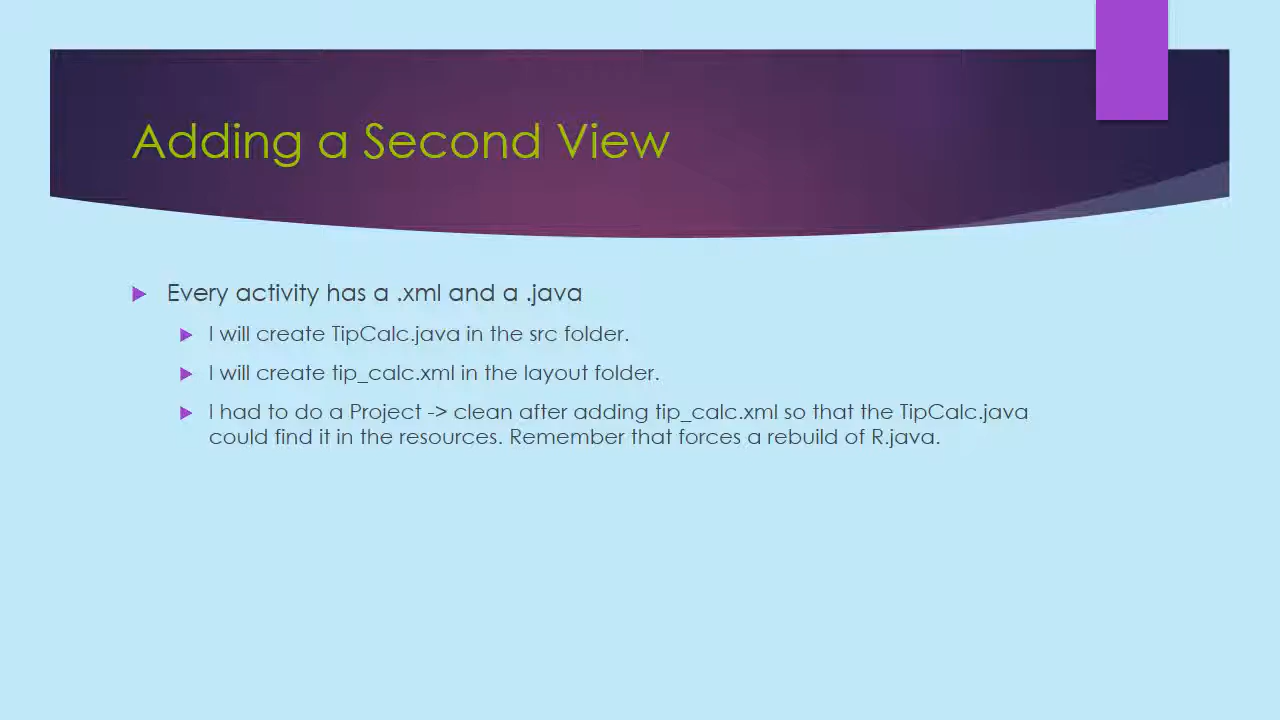 Adding a Second View
Every activity has a .xml and a .java
I will create TipCalc.java in the src folder.
I will create tip_calc.xml in the layout folder.
I had to do a Project -> clean after adding tip_calc.xml so that the TipCalc.java
could find it in the resources. Remember that forces a rebuild of R.java.